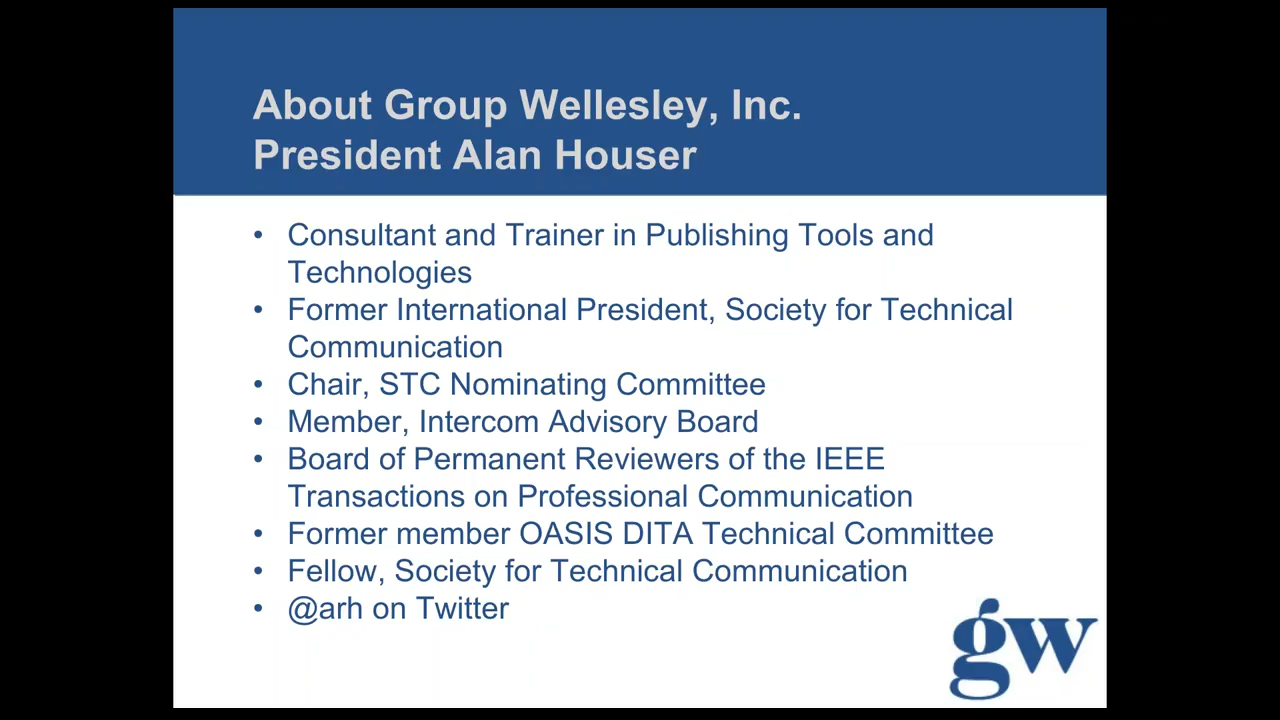 About Group Wellesley, Inc.
President Alan Houser
• Consultant and Trainer in Publishing Tools and
Technologies
• Former International President, Society for Technical
Communication
• Chair, STC Nominating Committee
• Member, Intercom Advisory Board
• Board of Permanent Reviewers of the IEEE
Transactions on Professional Communication
• Former member OASIS DITA Technical Committee
• Fellow, Society for Technical Communication
• @arh on Twitter
gw